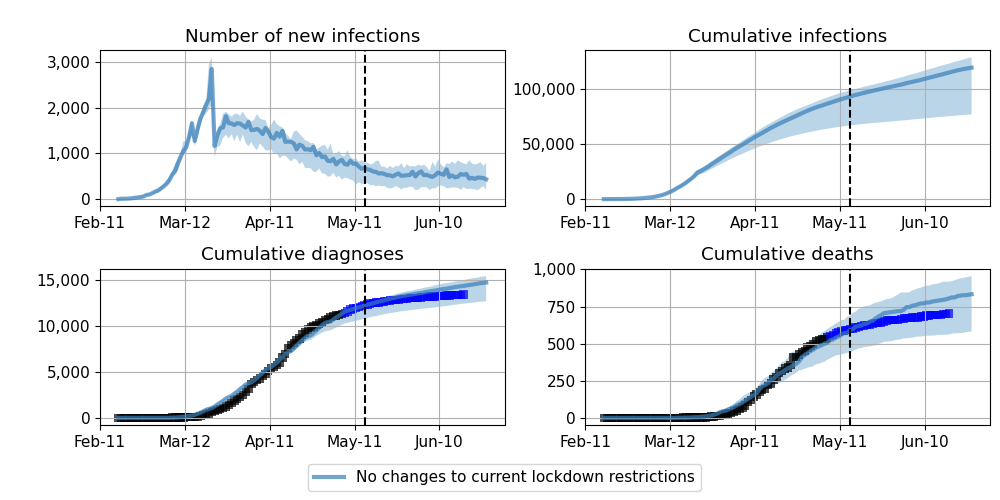 Number of new infections
3,000
2,000
1,000
0
Feb-11 Mar-12 Apr-11 May-11 Jun-10
Cumulative infections
100,000
50,000
0
Feb-11 Mar-12 Apr-11 May-11 Jun-10
Cumulative diagnoses
15,000
10,000
5,000
0
Feb-11 Mar-12 Apr-11 May-11 Jun-10
Cumulative deaths
1,000
750
500
250
0
Feb-11 Mar-12 Apr-11 May-11 Jun-10
No changes to current lockdown restrictions